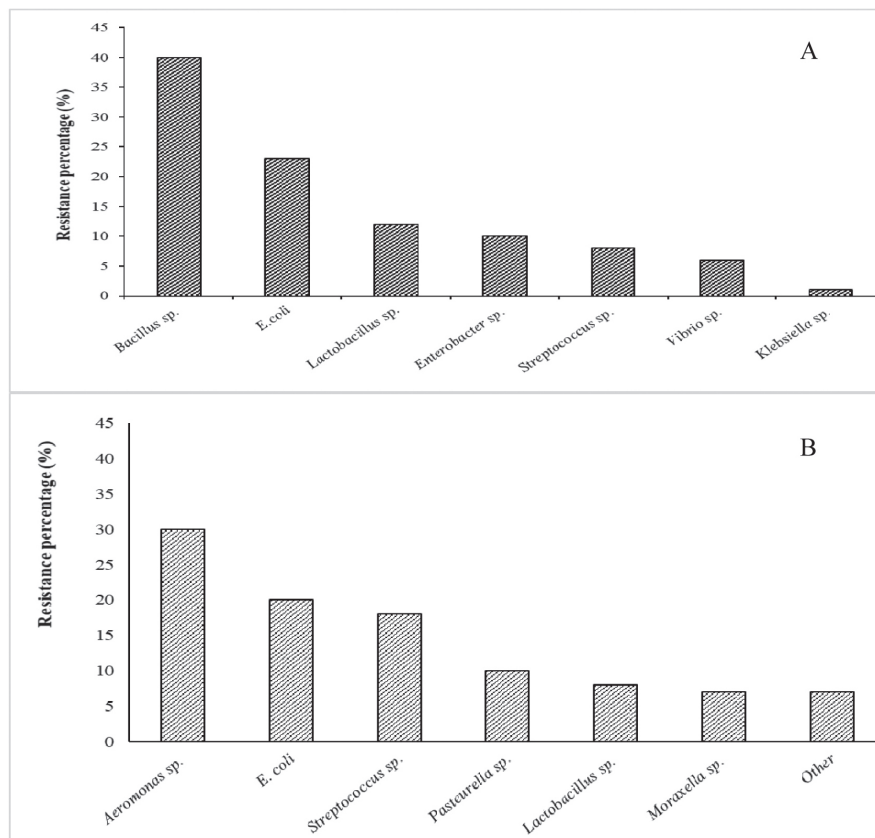 A
Resistance percentage (%)
45
40
35
30
25
20
15
10
5
0
Bacillus sp.
E.coli
Lactobacillus sp.
Enterobacter sp.
Streptococcus sp.
Vibrio sp.
Klebsiella sp.
B
Resistance percentage (%)
45
40
35
30
25
20
15
10
5
0
Aeromonas sp.
E. coli
Streptococcus sp.
Pasteurelia sp.
Lactobacillus sp.
Moraxella sp.
Other